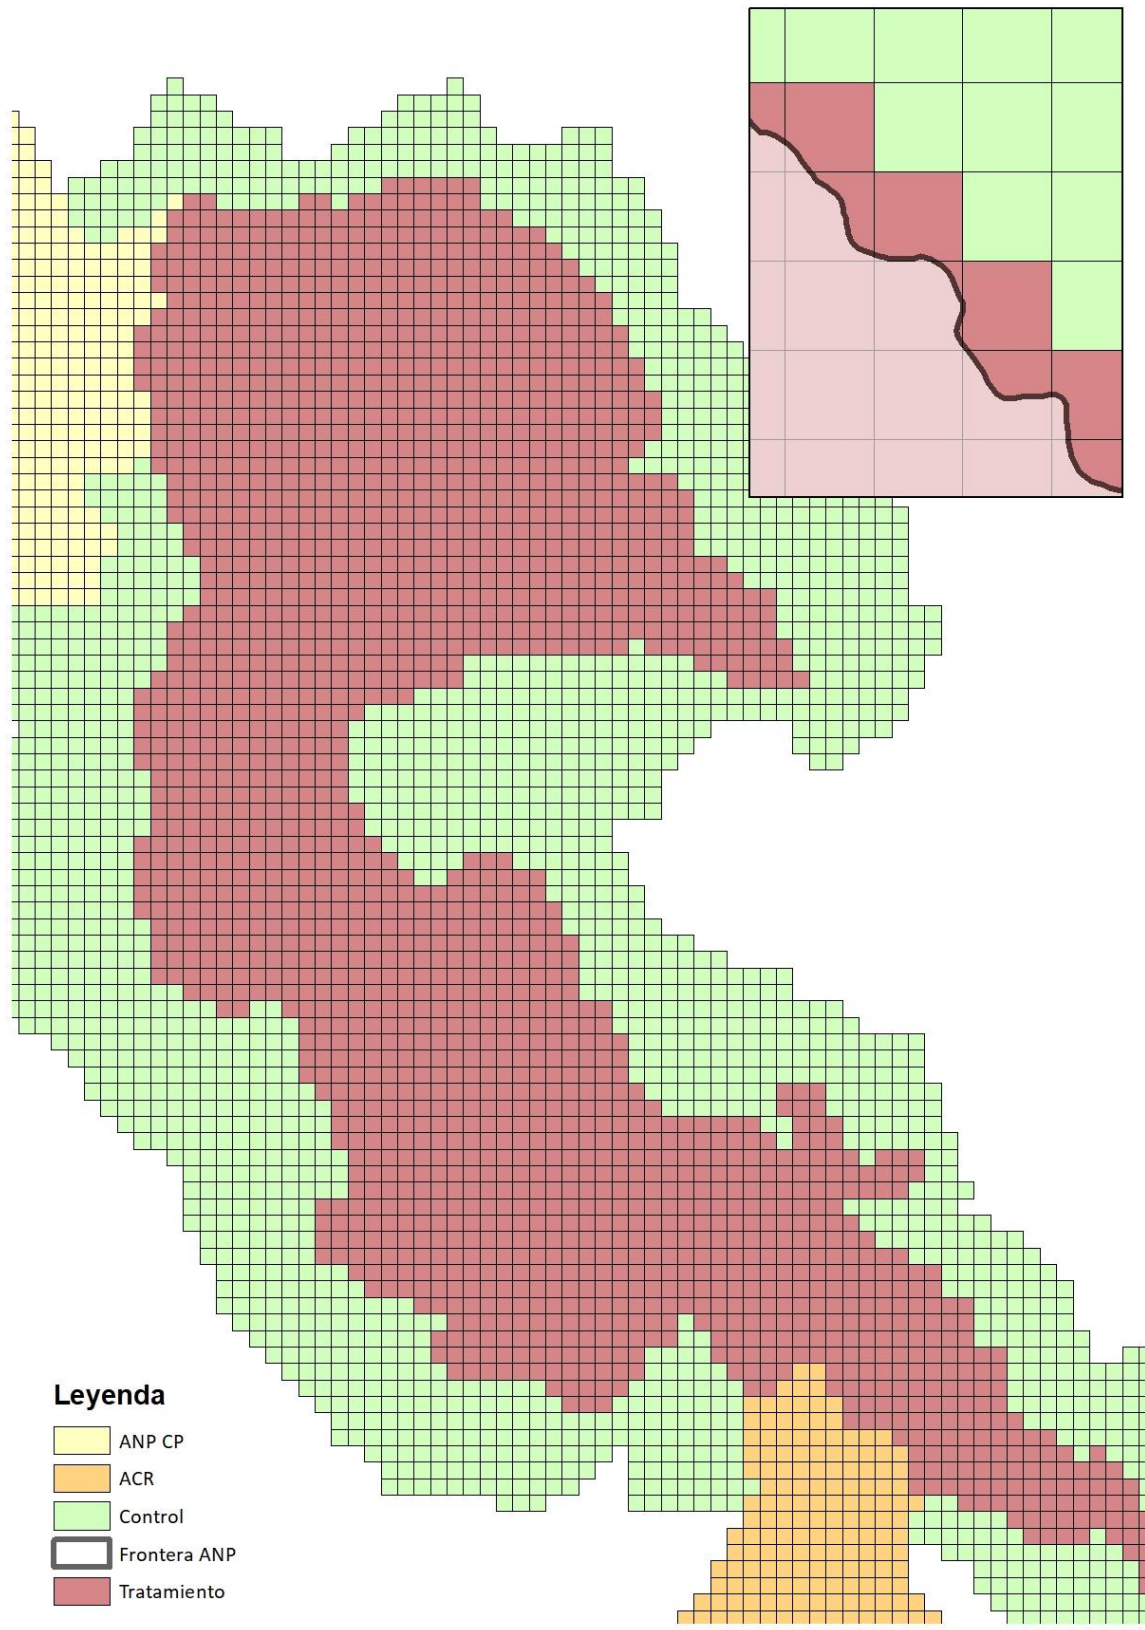 Leyenda
ANP CP
ACR
Control
Frontera ANP
Tratamiento